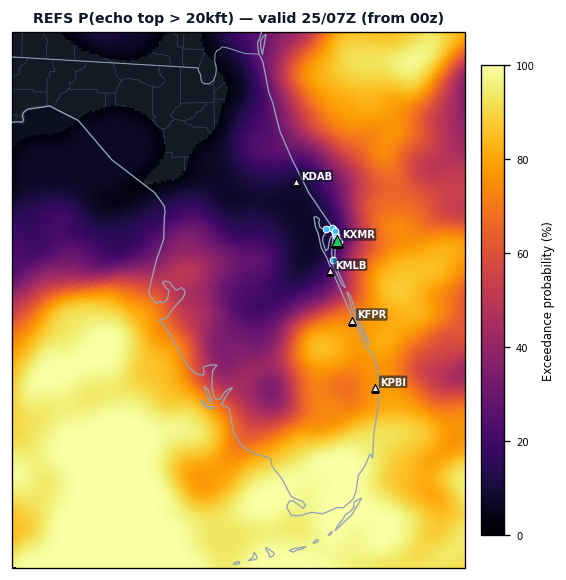 REFS P(echo top > 20kft) — valid 25/07Z (from 00z)
KDAB
KXMR
KMLB
KFPR
KPBI
100
80
60
40
20
0
Exceedance probability (%)